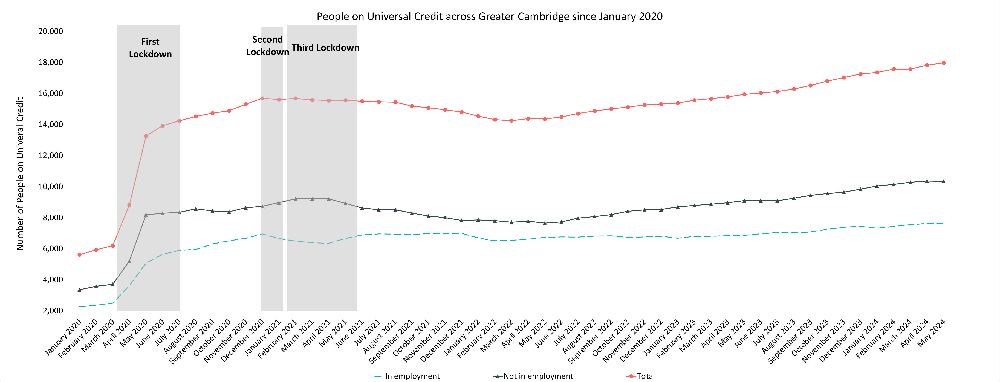 People on Universal Credit across Greater Cambridge since January 2020
Number of People on Univeral Credit
20,000
18,000
16,000
14,000
12,000
10,000
8,000
6,000
4,000
2,000
First
Lockdown
Second
Lockdown
Third Lockdown
January 2020
February 2020
March 2020
April 2020
May 2020
June 2020
July 2020
August 2020
September 2020
October 2020
November 2020
December 2020
January 2021
February 2021
March 2021
April 2021
May 2021
June 2021
July 2021
August 2021
September 2021
October 2021
November 2021
December 2021
January 2022
February 2022
March 2022
April 2022
May 2022
June 2022
July 2022
August 2022
September 2022
October 2022
November 2022
December 2022
January 2023
February 2023
March 2023
April 2023
May 2023
June 2023
July 2023
August 2023
September 2023
October 2023
November 2023
December 2023
January 2024
February 2024
March 2024
April 2024
May 2024
In employment
Not in employment
Total